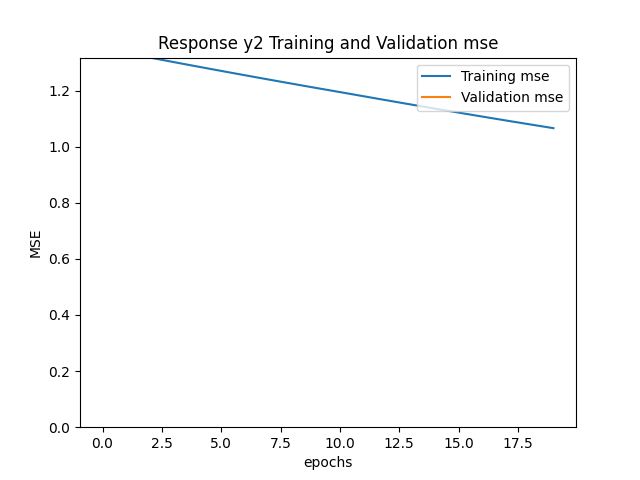 Response y2 Training and Validation mse
Training mse
Validation mse
1.2
1.0
0.8
0.6
0.4
0.2
0.0
MSE
0.0 2.5 5.0 7.5 10.0 12.5 15.0 17.5
epochs